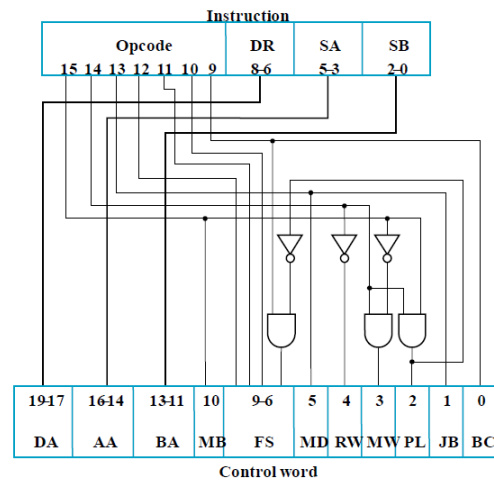 Instruction
Opcode DR SA SB
15 14 13 12 11 10 9 8-6 5-3 2-0
19-17 16-14 13-11 10 9-6 5 4 3 2 1 0
DA AA BA MB FS MD RW MW PL JB BC
Control word